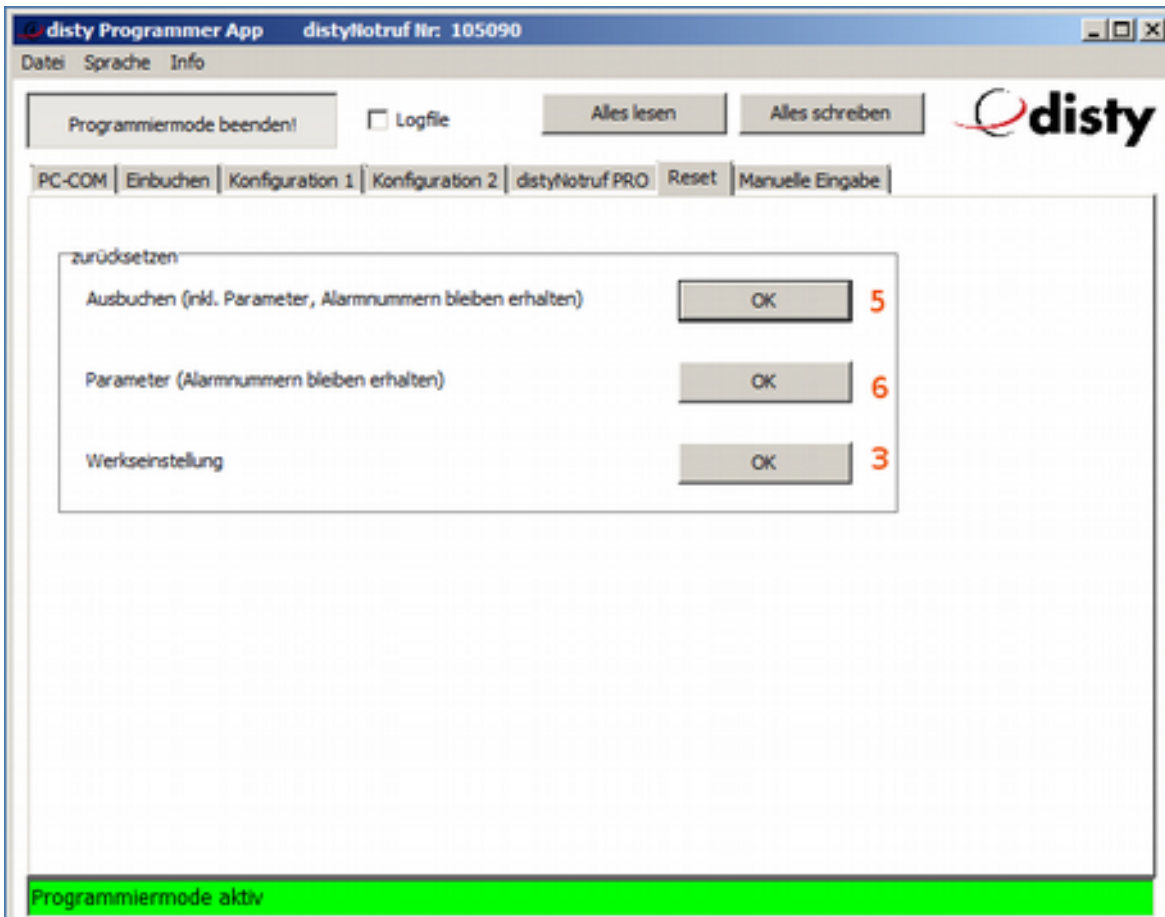 disty Programmer App distyNotruf Nr: 105090
Datei Sprache Info
Programmiermode beenden!
Logfile
Alles lesen
Alles schreiben
disty
PC-COM Einbuchen Konfiguration 1 Konfiguration 2 distyNotruf PRO Reset Manuelle Eingabe
zurücksetzen
Ausbuchen (inkl. Parameter, Alarmnummern bleiben erhalten) OK 5
Parameter (Alarmnummern bleiben erhalten) OK 6
Werkseinstellung OK 3
Programmiermode aktiv